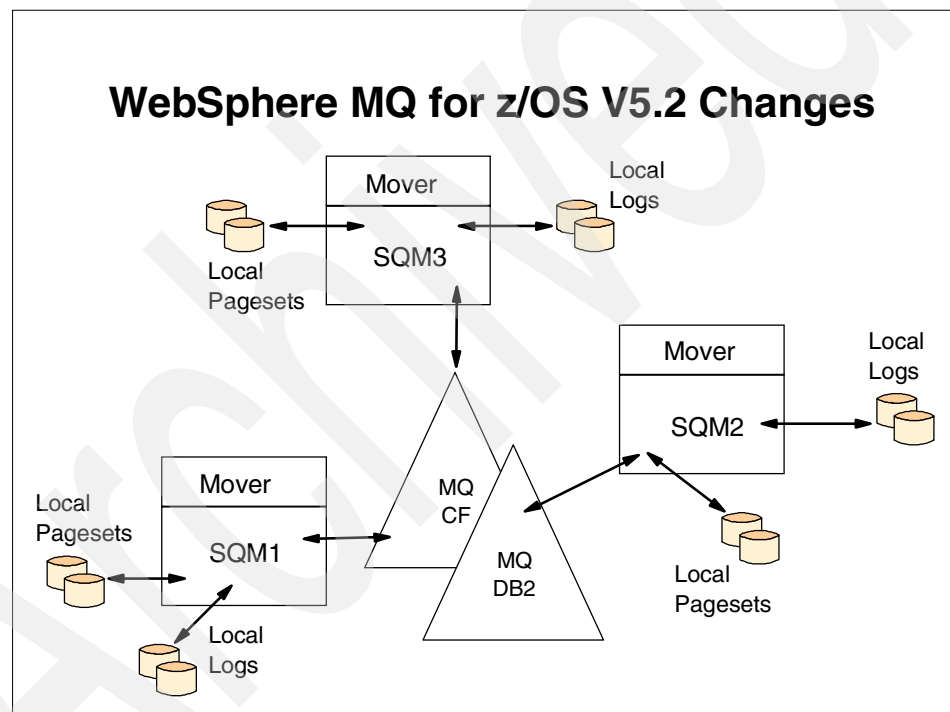 WebSphere MQ for z/OS V5.2 Changes
Mover
SQM3
Local
Logs
Local
Pagesets
Mover
SQM2
Local
Logs
Local
Pagesets
MQ
CF
MQ
DB2
Mover
SQM1
Local
Pagesets
Local
Logs
Archived